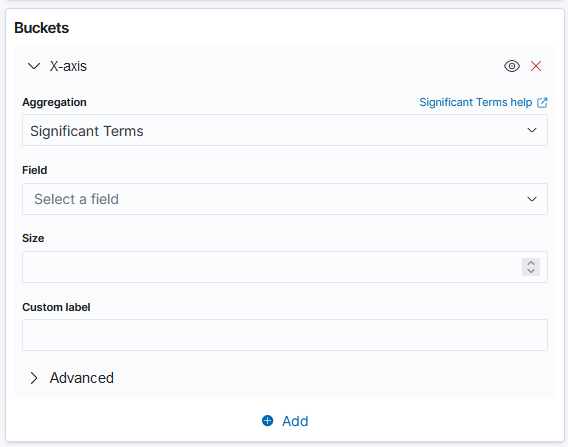 Buckets
X-axis
Aggregation Significant Terms help
Significant Terms
Field
Select a field
Size
Custom label
Advanced
Add